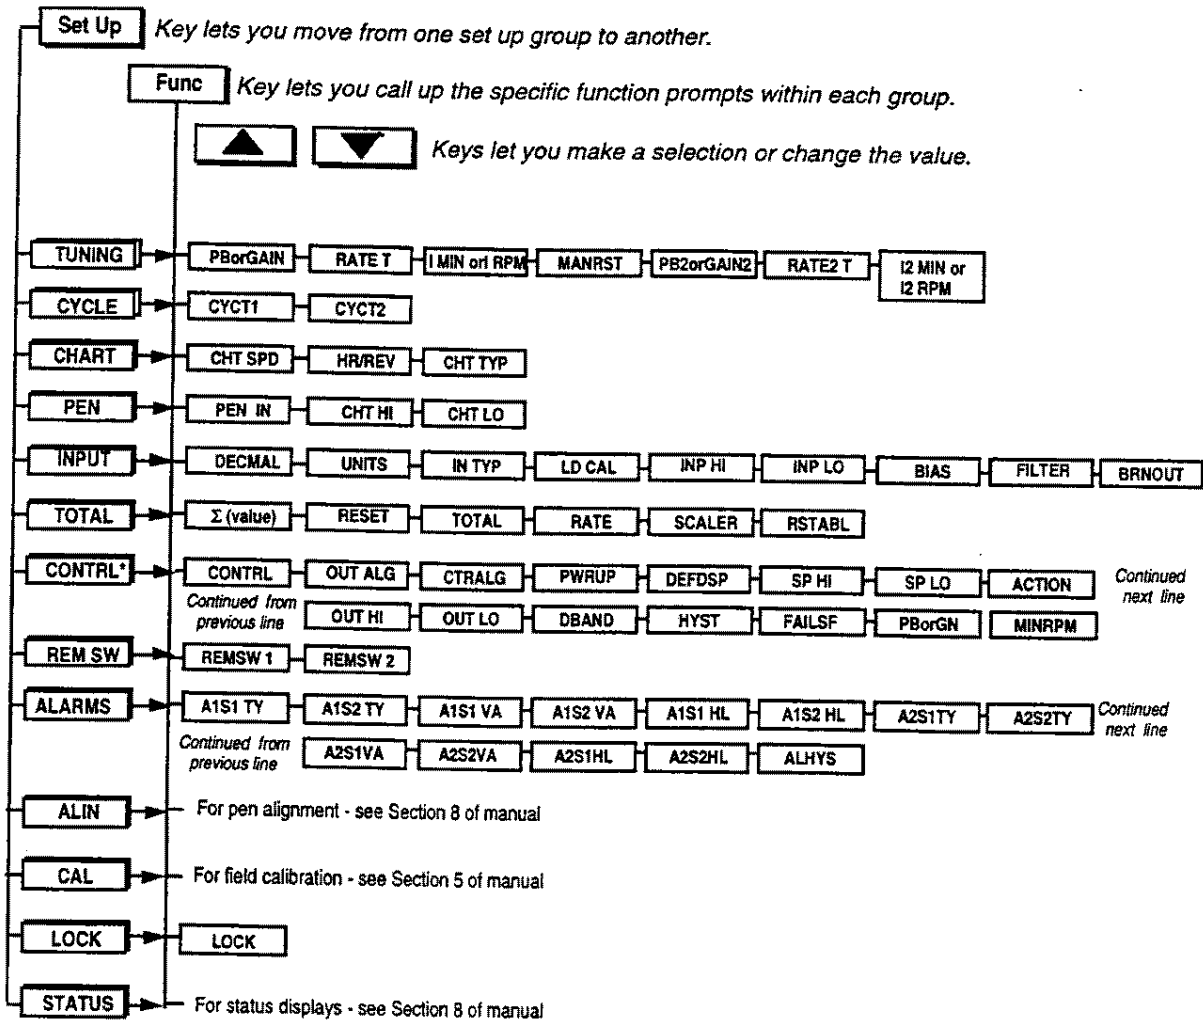 Set Up Key lets you move from one set up group to another.
Func Key lets you call up the specific function prompts within each group.
Keys let you make a selection or change the value.
TUNING PBorGAIN RATE T I MIN orI RPM MANRST PB2orGAIN2 RATE2 T I2 MIN or
I2 RPM
CYCLE CYCT1 CYCT2
CHART CHT SPD HR/REV CHT TYP
PEN PEN IN CHT HI CHT LO
INPUT DECMAL UNITS IN TYP LD CAL INP HI INP LO BIAS FILTER BRNOUT
TOTAL Σ (value) RESET TOTAL RATE SCALER RSTABL
CONTRL* CONTRL OUT ALG CTRALG PWRUP DEFDSP SP HI SP LO ACTION Continued
next line
Continued from
previous line OUT HI OUT LO DBAND HYST FAILSF PBorGN MINRPM
REM SW REMSW 1 REMSW 2
ALARMS A1S1 TY A1S2 TY A1S1 VA A1S2 VA A1S1 HL A1S2 HL A2S1TY A2S2TY Continued
next line
Continued from
previous line A2S1VA A2S2VA A2S1HL A2S2HL ALHYS
ALIN For pen alignment - see Section 8 of manual
CAL For field calibration - see Section 5 of manual
LOCK LOCK
STATUS For status displays - see Section 8 of manual